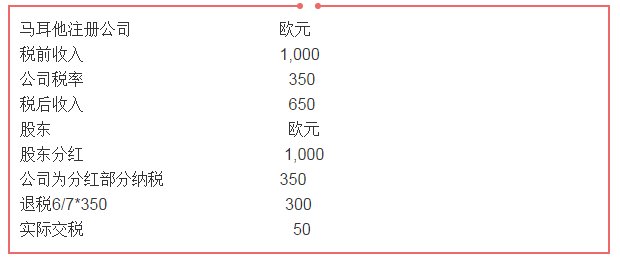 马耳他注册公司 欧元
税前收入 1,000
公司税率 350
税后收入 650
股东 欧元
股东分红 1,000
公司为分红部分纳税 350
退税6/7*350 300
实际交税 50